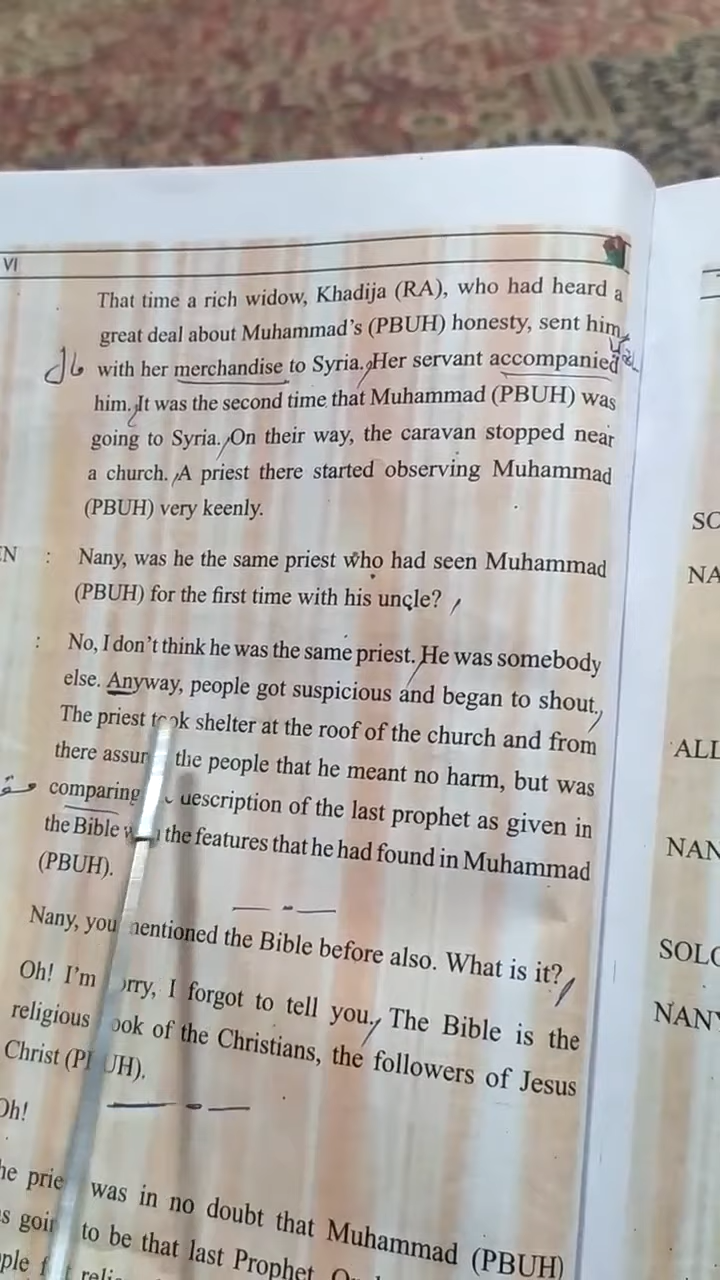 VI
That time a rich widow, Khadija (RA), who had heard a
great deal about Muhammad's (PBUH) honesty, sent him
مال with her merchandise to Syria. Her servant accompanied
him. It was the second time that Muhammad (PBUH) was
going to Syria. On their way, the caravan stopped near
a church. A priest there started observing Muhammad
(PBUH) very keenly.
EN : Nany, was he the same priest who had seen Muhammad
(PBUH) for the first time with his uncle?
: No, I don't think he was the same priest. He was somebody
else. Anyway, people got suspicious and began to shout.
The priest took shelter at the roof of the church and from
there the people that he meant no harm, but was
comparing description of the last prophet as given in
the Bible the features that he had found in Muhammad
(PBUH).
Nany, you mentioned the Bible before also. What is it?
Oh! I'm sorry, I forgot to tell you. The Bible is the
religious book of the Christians, the followers of Jesus
Christ (PBUH).
Oh!
was in no doubt that Muhammad (PBUH)
to be that last Prophet.
SO
NA
ALL
NAN
SOLO
NANY